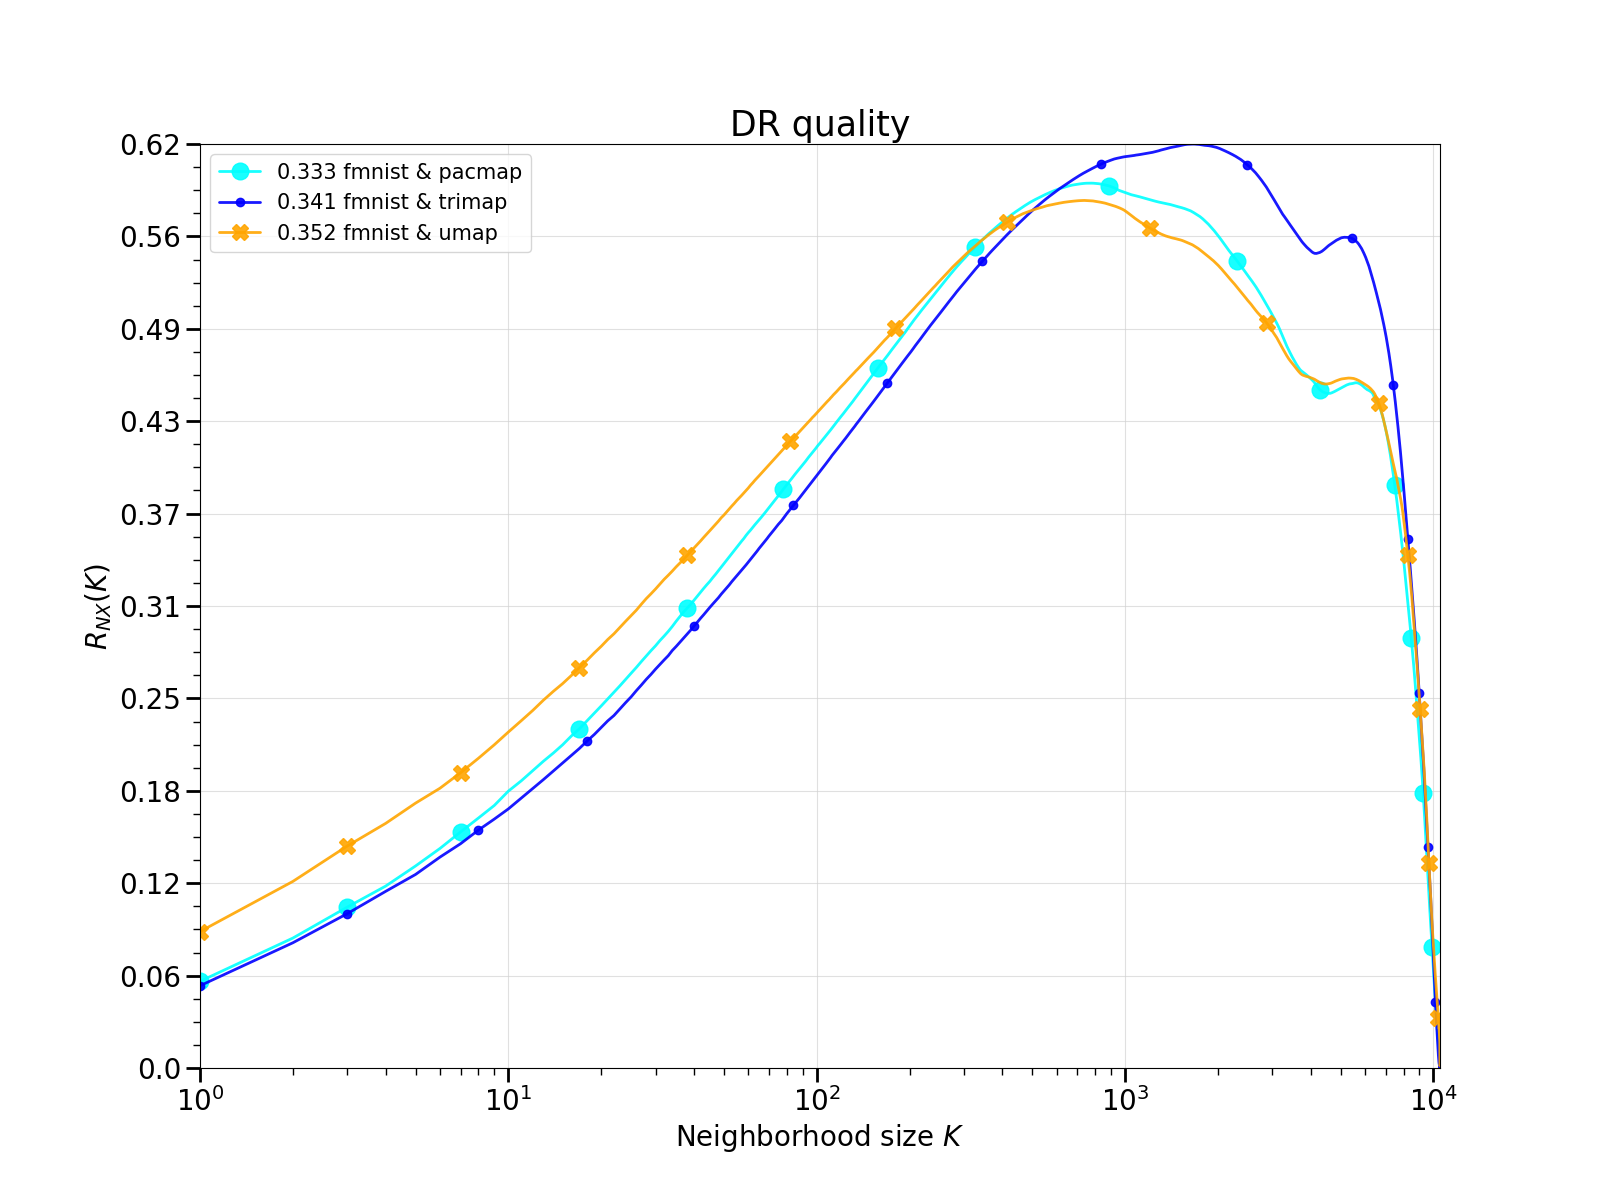 DR quality
0.333 fmnist & pacmap
0.341 fmnist & trimap
0.352 fmnist & umap
0.62
0.56
0.49
0.43
0.37
0.31
0.25
0.18
0.12
0.06
0.0
R_{NX}(K)
10^0 10^1 10^2 10^3 10^4
Neighborhood size K